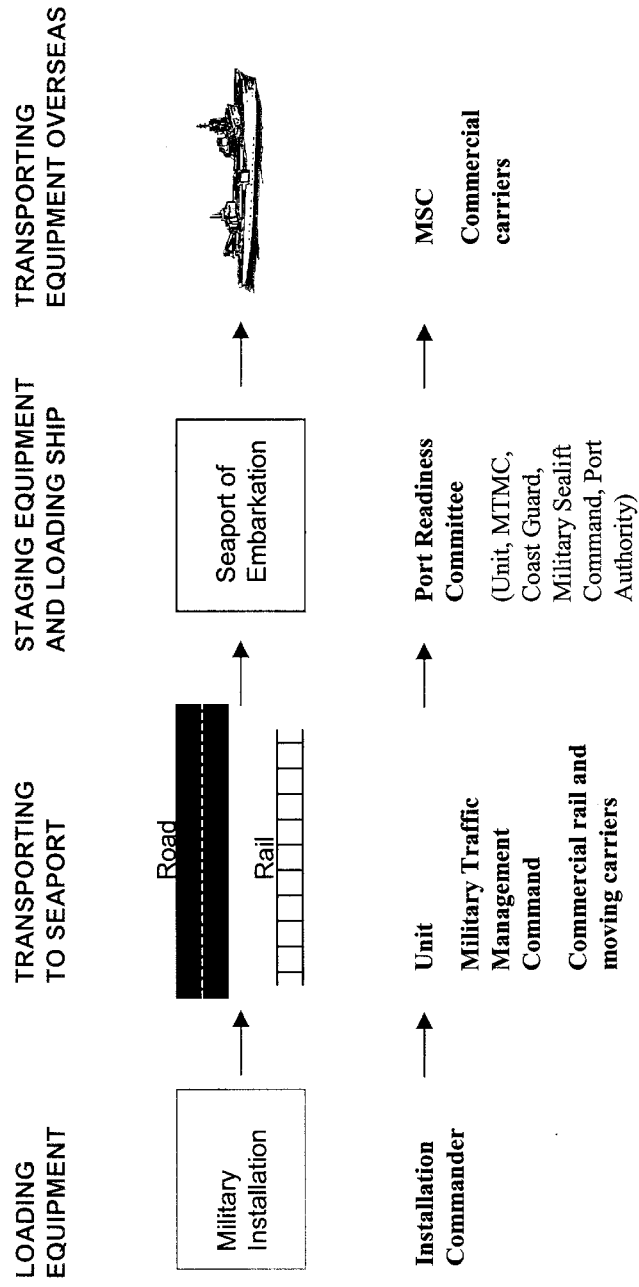 LOADING
EQUIPMENT
TRANSPORTING
TO SEAPORT
STAGING EQUIPMENT
AND LOADING SHIP
TRANSPORTING
EQUIPMENT OVERSEAS
Military
Installation
Road
Rail
Seaport of
Embarkation
Installation
Commander
Unit
Military Traffic
Management
Command
Commercial rail and
moving carriers
Port Readiness
Committee
(Unit, MTMC,
Coast Guard,
Military Sealift
Command, Port
Authority)
MSC
Commercial
carriers